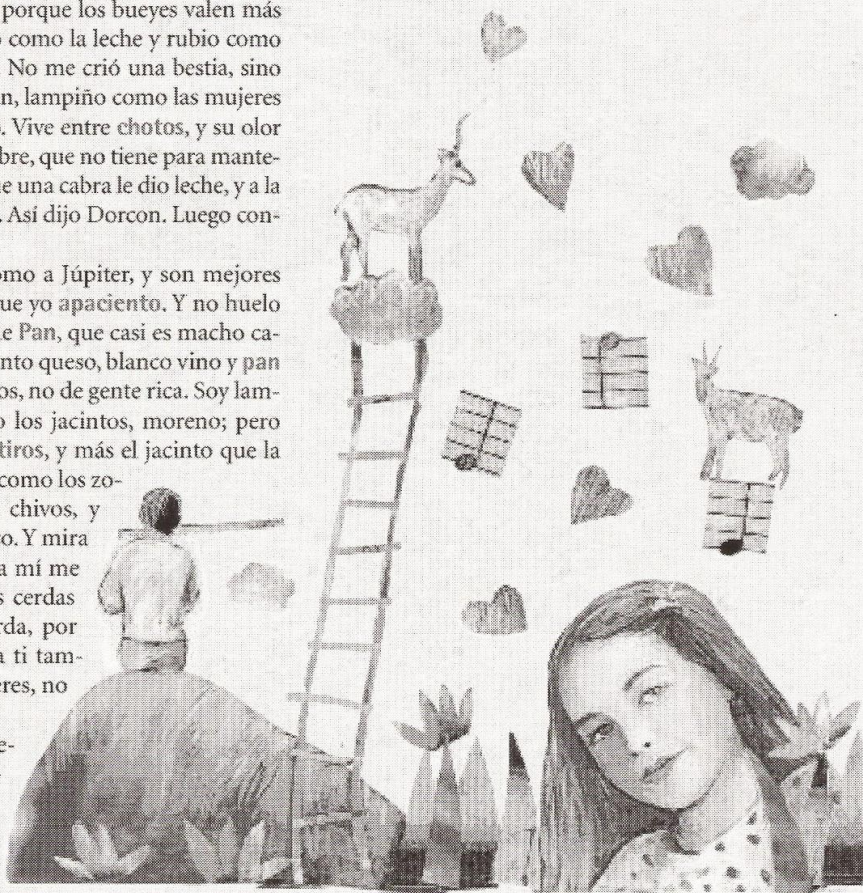 porque los bueyes valen más
como la leche y rubio como
No me crió una bestia, sino
n, lampiño como las mujeres
. Vive entre chotos, y su olor
bre, que no tiene para mante-
e una cabra le dio leche, y a la
. Así dijo Dorcon. Luego con-
omo a Júpiter, y son mejores
ue yo apaciento. Y no huelo
e Pan, que casi es macho ca-
nto queso, blanco vino y pan
os, no de gente rica. Soy lam-
o los jacintos, moreno; pero
tiros, y más el jacinto que la
como los zo-
chivos, y
co. Y mira
a mí me
s cerdas
rda, por
a ti tam-
eres, no
e-